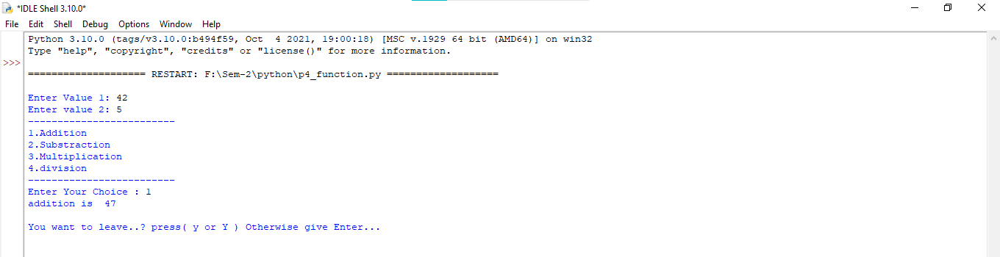 *IDLE Shell 3.10.0*
File Edit Shell Debug Options Window Help
Python 3.10.0 (tags/v3.10.0:b494f59, Oct  4 2021, 19:00:18) [MSC v.1929 64 bit (AMD64)] on win32
Type "help", "copyright", "credits" or "license()" for more information.
>>>
==================== RESTART: F:\Sem-2\python\p4_function.py ===================
Enter Value 1: 42
Enter value 2: 5
-------------------------
1.Addition
2.Substraction
3.Multiplication
4.division
-------------------------
Enter Your Choice : 1
addition is  47
You want to leave..? press( y or Y ) Otherwise give Enter...